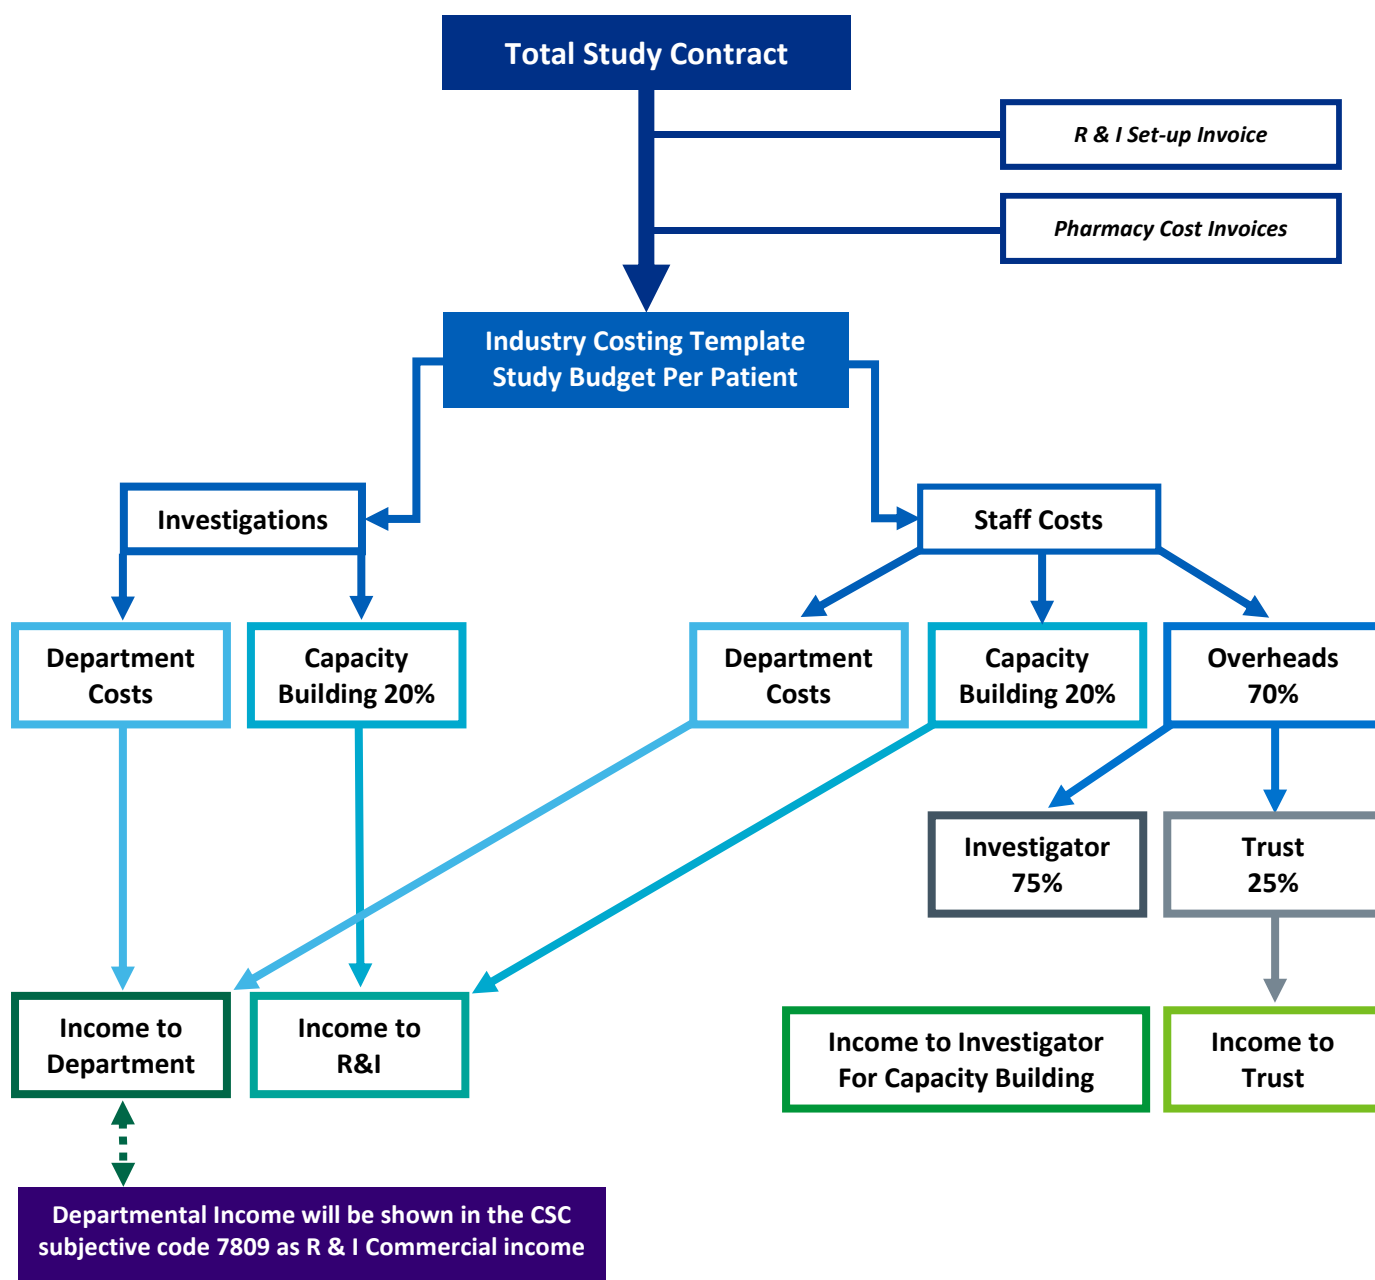 Total Study Contract
R & I Set-up Invoice
Pharmacy Cost Invoices
Industry Costing Template
Study Budget Per Patient
Investigations
Staff Costs
Department
Costs
Capacity
Building 20%
Department
Costs
Capacity
Building 20%
Overheads
70%
Investigator
75%
Trust
25%
Income to
Department
Income to
R&I
Income to Investigator
For Capacity Building
Income to
Trust
Departmental Income will be shown in the CSC
subjective code 7809 as R & I Commercial income